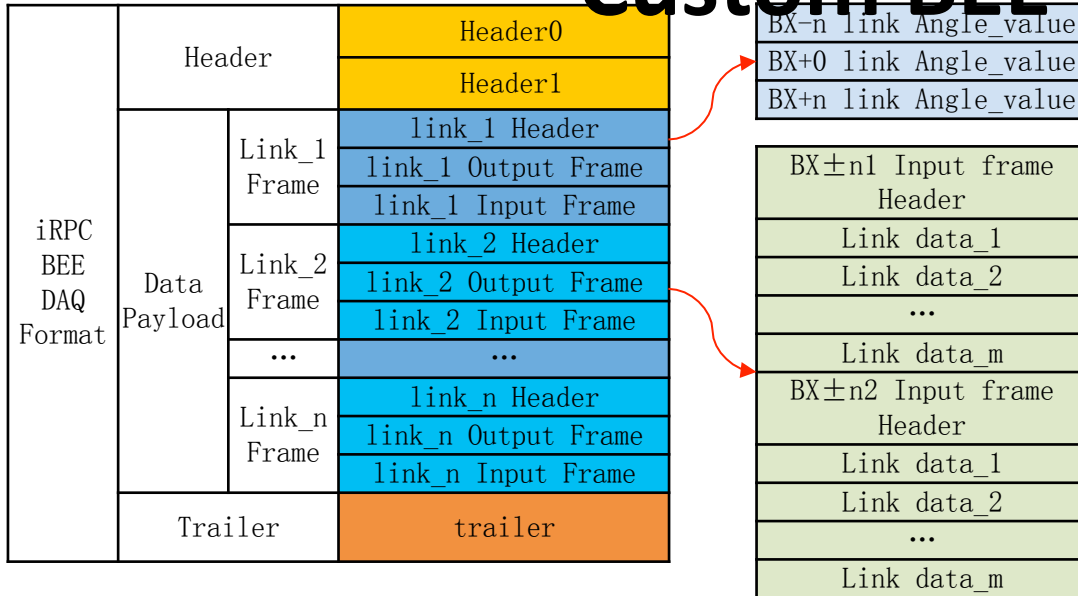 Custom BEE
iRPC
BEE
DAQ
Format
Header
Header0
Header1
Data
Payload
Link_1
Frame
link_1 Header
link_1 Output Frame
link_1 Input Frame
Link_2
Frame
link_2 Header
link_2 Output Frame
link_2 Input Frame
…
…
Link_n
Frame
link_n Header
link_n Output Frame
link_n Input Frame
Trailer
trailer
BX-n link Angle_value
BX+0 link Angle_value
BX+n link Angle_value
BX±n1 Input frame
Header
Link data_1
Link data_2
…
Link data_m
BX±n2 Input frame
Header
Link data_1
Link data_2
…
Link data_m